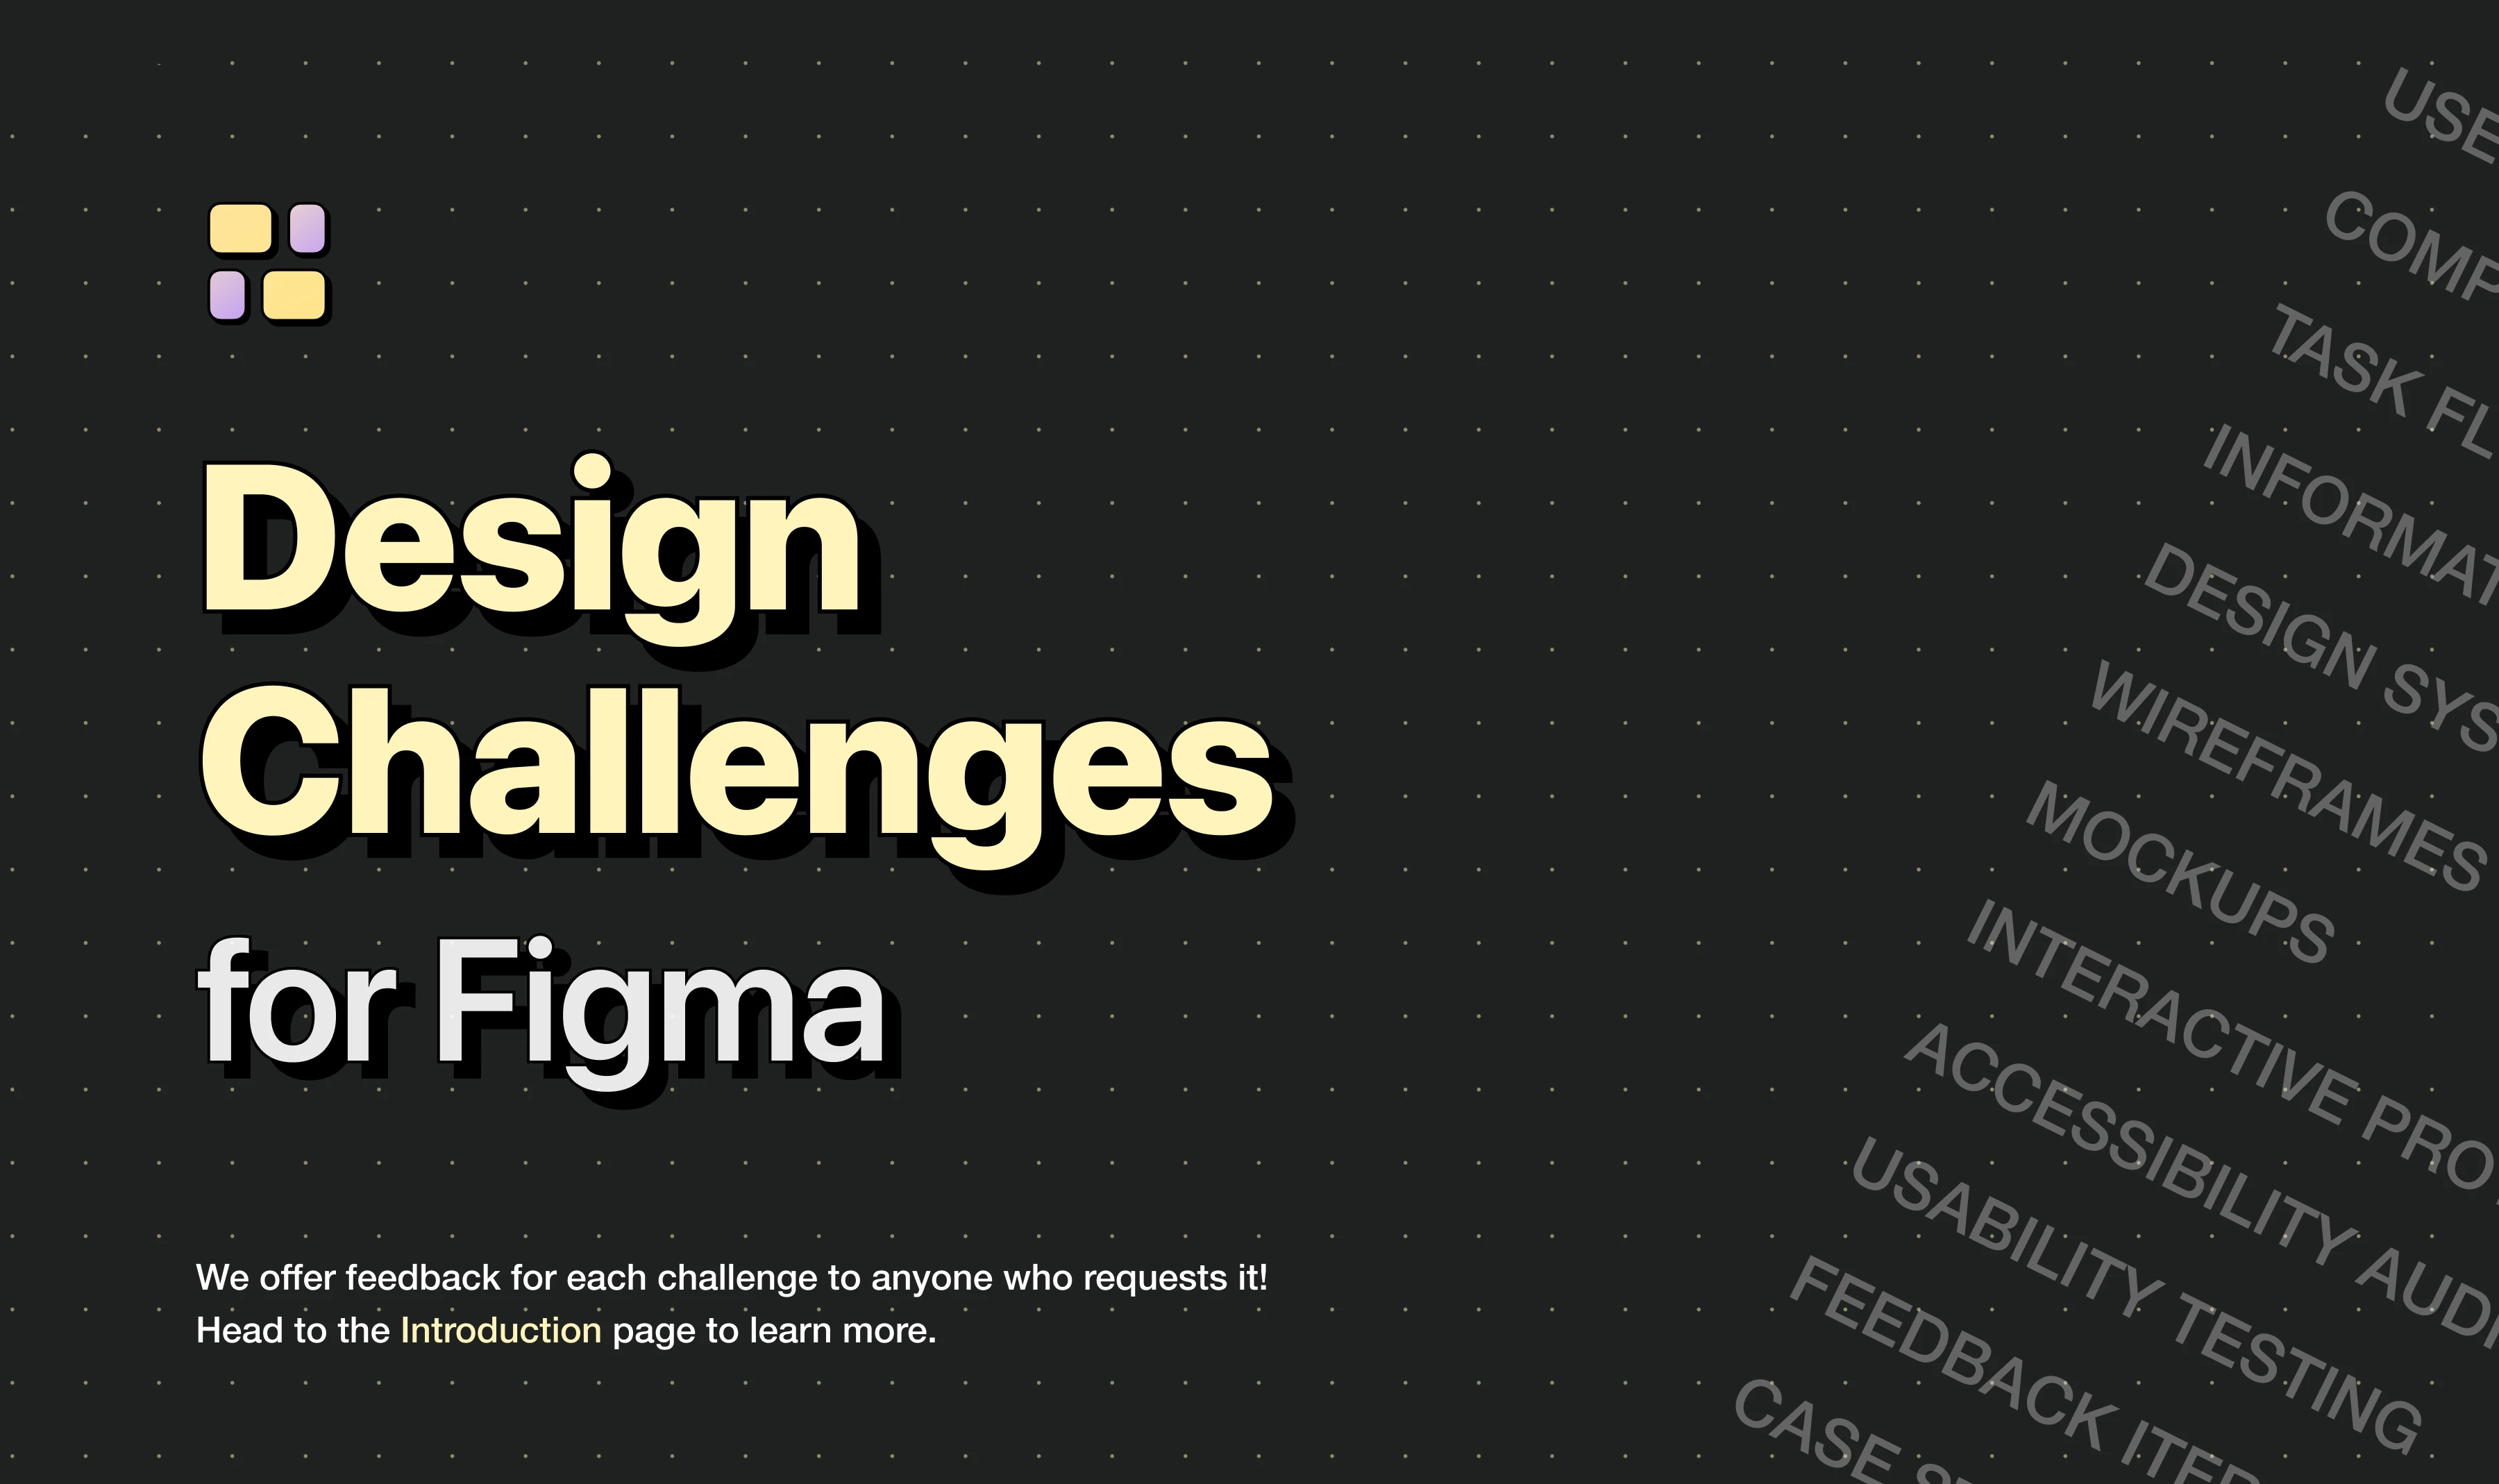 Design
Challenges
for Figma
We offer feedback for each challenge to anyone who requests it!
Head to the Introduction page to learn more.
USE
COMP
TASK FL
INFORMAT
DESIGN SYS
WIREFRAMES
MOCKUPS
INTERACTIVE PRO
ACCESSIBILITY AUDI
USABILITY TESTING
FEEDBACK ITER
CASE S